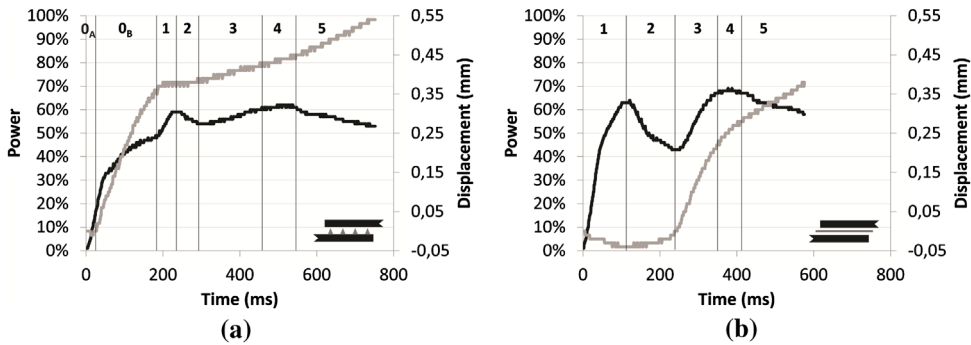 100% 90% 80% 70% 60% 50% 40% 30% 20% 10% 0%
Power
0A 0B 1 2 3 4 5
0,55 0,45 0,35 0,25 0,15 0,05 -0,05
Displacement (mm)
0 200 400 600 800
Time (ms)
(a)
100% 90% 80% 70% 60% 50% 40% 30% 20% 10% 0%
Power
1 2 3 4 5
0,55 0,45 0,35 0,25 0,15 0,05 -0,05
Displacement (mm)
0 200 400 600 800
Time (ms)
(b)